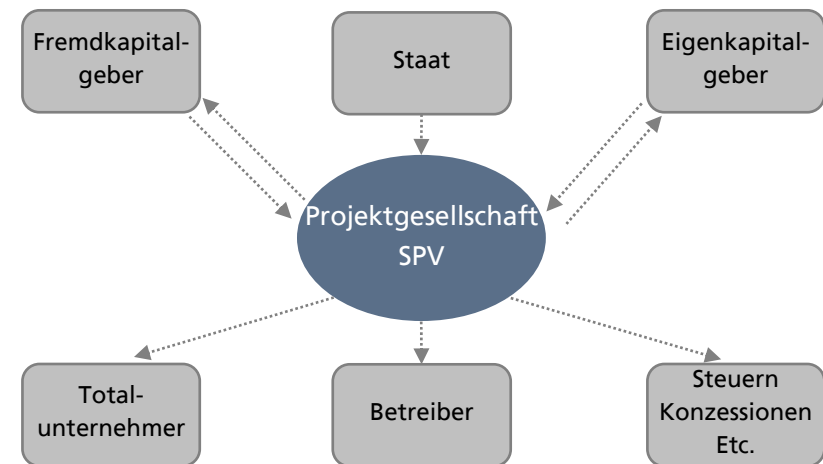 Fremdkapital-
geber
Staat
Eigenkapital-
geber
Projektgesellschaft
SPV
Total-
unternehmer
Betreiber
Steuern
Konzessionen
Etc.